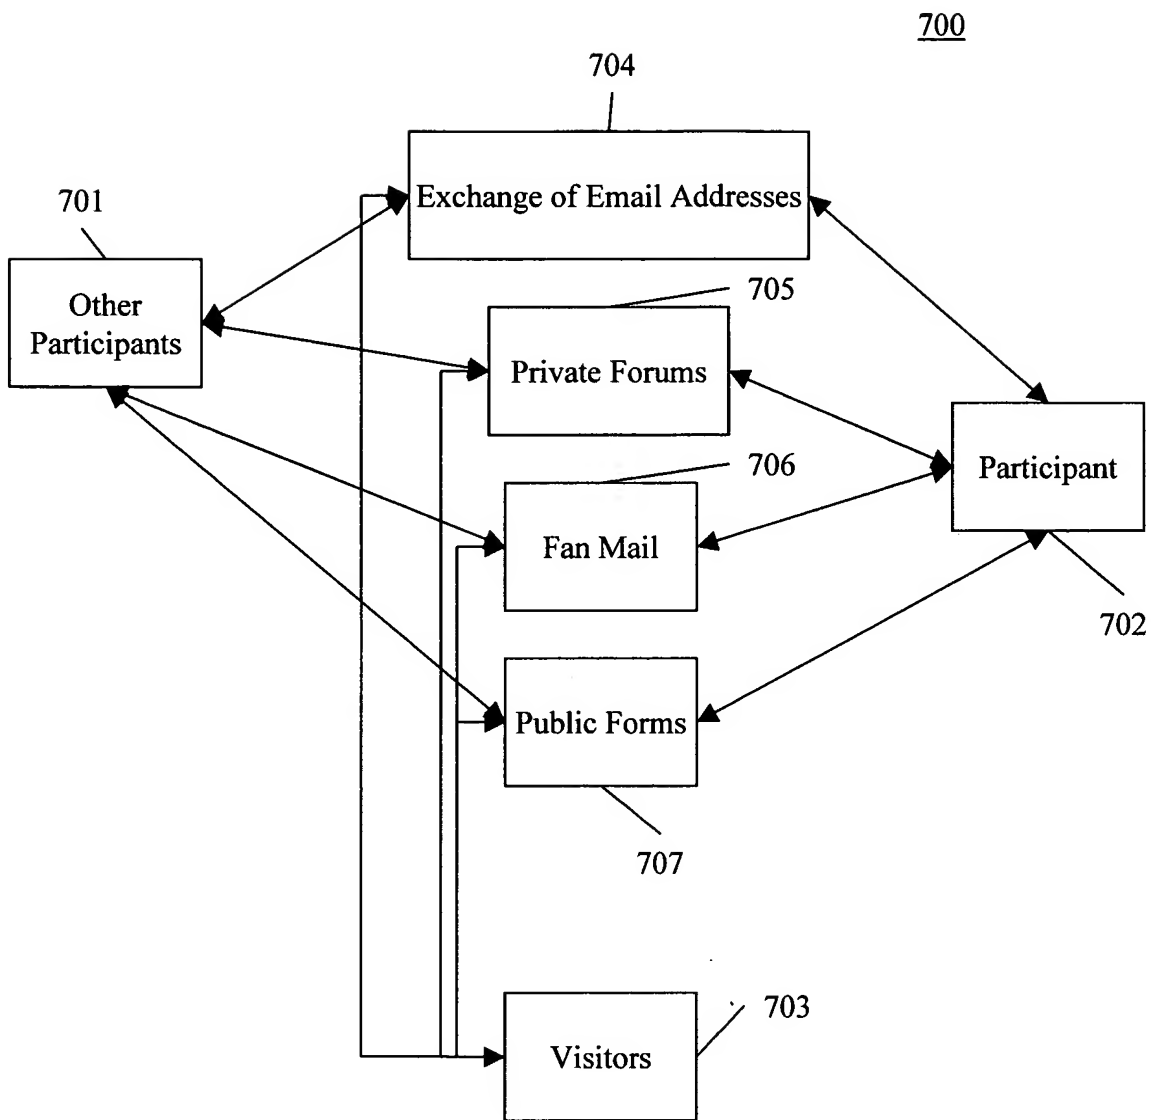 700
704
Exchange of Email Addresses
701
Other
Participants
705
Private Forums
706
Participant
Fan Mail
702
Public Forms
707
703
Visitors